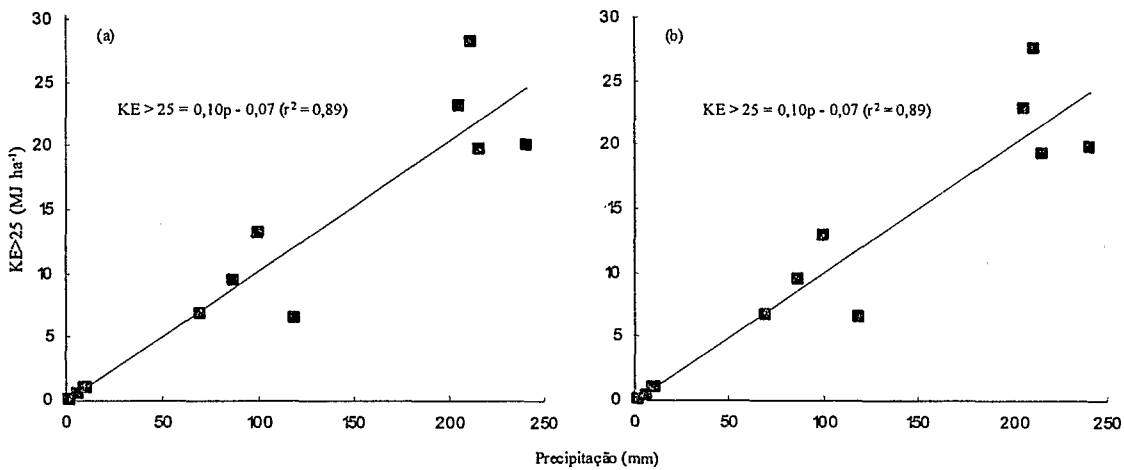 (a)
KE > 25 = 0,10p - 0,07 (r² = 0,89)
KE>25 (MJ ha⁻¹)
30
25
20
15
10
5
0
0 50 100 150 200 250
(b)
KE > 25 = 0,10p - 0,07 (r² = 0,89)
30
25
20
15
10
5
0
0 50 100 150 200 250
Precipitação (mm)